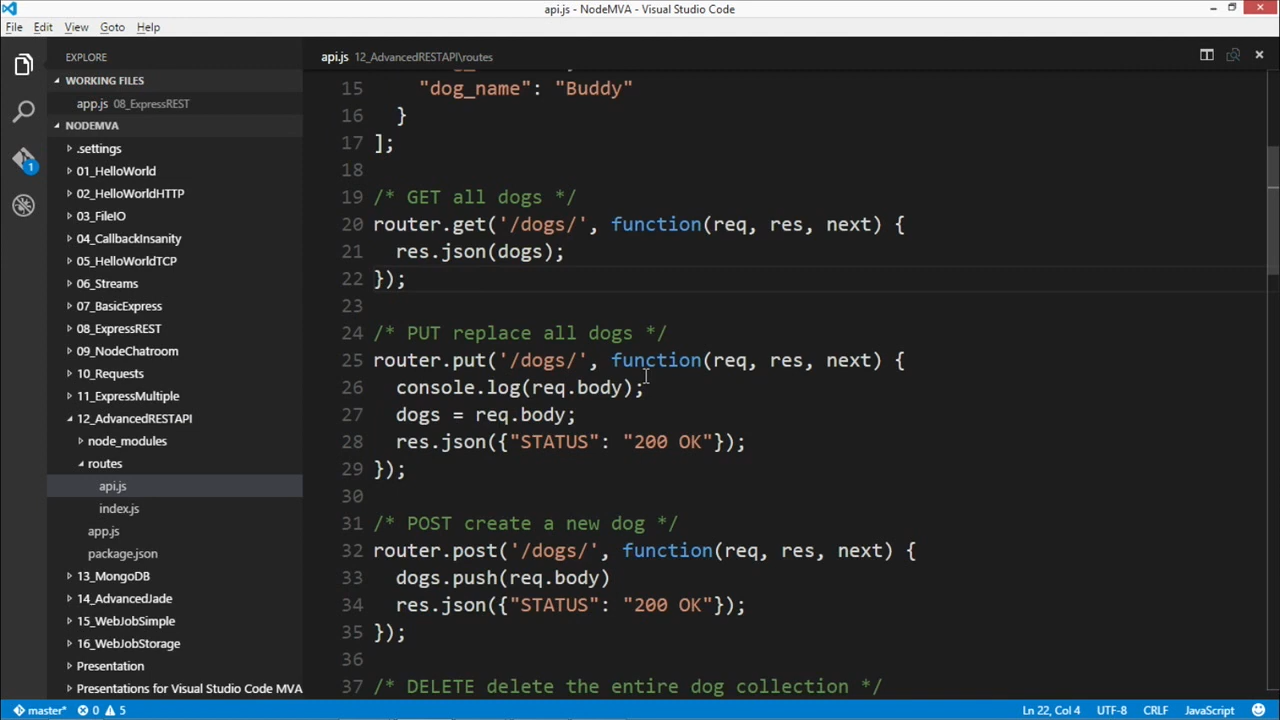 api.js - NodeMVA - Visual Studio Code
File Edit View Goto Help
EXPLORE
WORKING FILES
app.js 08_ExpressREST
NODEMVA
.settings
01_HelloWorld
02_HelloWorldHTTP
03_FileIO
04_CallbackInsanity
05_HelloWorldTCP
06_Streams
07_BasicExpress
08_ExpressREST
09_NodeChatroom
10_Requests
11_ExpressMultiple
12_AdvancedRESTAPI
node_modules
routes
api.js
index.js
app.js
package.json
13_MongoDB
14_AdvancedJade
15_WebJobSimple
16_WebJobStorage
Presentation
Presentations for Visual Studio Code MVA
1
api.js 12_AdvancedRESTAPI\routes
15 "dog_name": "Buddy"
16 }
17 ];
18
19 /* GET all dogs */
20 router.get('/dogs/', function(req, res, next) {
21 res.json(dogs);
22 });
23
24 /* PUT replace all dogs */
25 router.put('/dogs/', function(req, res, next) {
26 console.log(req.body);
27 dogs = req.body;
28 res.json({"STATUS": "200 OK"});
29 });
30
31 /* POST create a new dog */
32 router.post('/dogs/', function(req, res, next) {
33 dogs.push(req.body)
34 res.json({"STATUS": "200 OK"});
35 });
36
37 /* DELETE delete the entire dog collection */
master* 0 5 Ln 22, Col 4 UTF-8 CRLF JavaScript